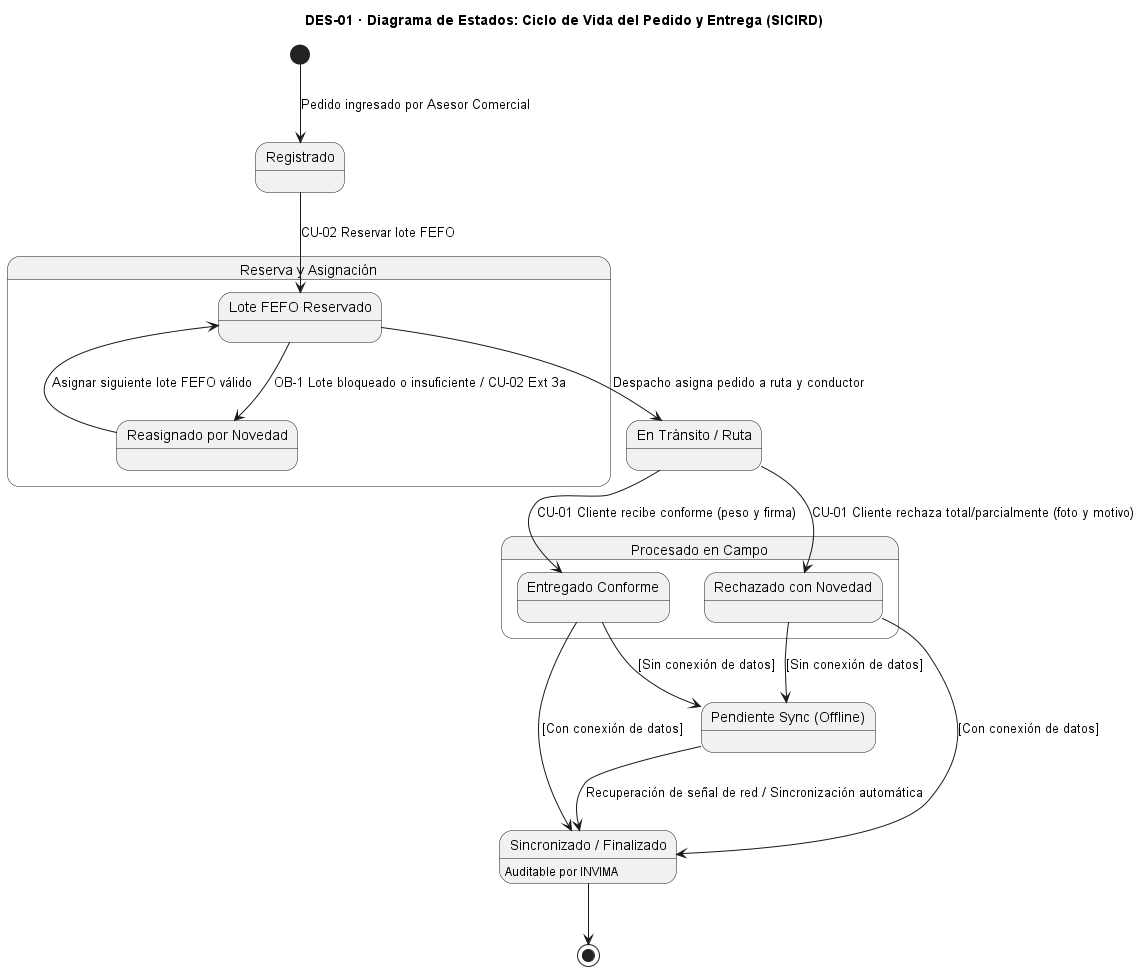 DES-01 · Diagrama de Estados: Ciclo de Vida del Pedido y Entrega (SICIRD)
Pedido ingresado por Asesor Comercial
Registrado
CU-02 Reservar lote FEFO
Reserva y Asignación
Lote FEFO Reservado
Asignar siguiente lote FEFO válido
OB-1 Lote bloqueado o insuficiente / CU-02 Ext 3a
Despacho asigna pedido a ruta y conductor
Reasignado por Novedad
En Tránsito / Ruta
CU-01 Cliente recibe conforme (peso y firma)
CU-01 Cliente rechaza total/parcialmente (foto y motivo)
Procesado en Campo
Entregado Conforme
Rechazado con Novedad
[Sin conexión de datos]
[Sin conexión de datos]
Pendiente Sync (Offline)
[Con conexión de datos]
[Con conexión de datos]
Recuperación de señal de red / Sincronización automática
Sincronizado / Finalizado
Auditable por INVIMA